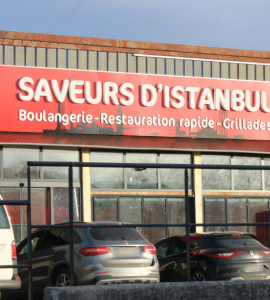 SAVEURS D'ISTANBUL
Boulangerie - Restauration rapide - Grillades